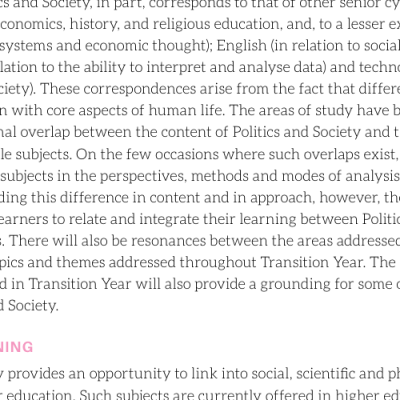 s and Society, in part, corresponds to that of other senior cy
conomics, history, and religious education, and, to a lesser e
systems and economic thought); English (in relation to social
lation to the ability to interpret and analyse data) and techno
ciety). These correspondences arise from the fact that differe
n with core aspects of human life. The areas of study have b
nal overlap between the content of Politics and Society and t
le subjects. On the few occasions where such overlaps exist,
subjects in the perspectives, methods and modes of analysis
ding this difference in content and in approach, however, the
earners to relate and integrate their learning between Politic
s. There will also be resonances between the areas addressed
pics and themes addressed throughout Transition Year. The
d in Transition Year will also provide a grounding for some o
d Society.
NING
y provides an opportunity to link into social, scientific and ph
r education. Such subjects are currently offered in higher ed